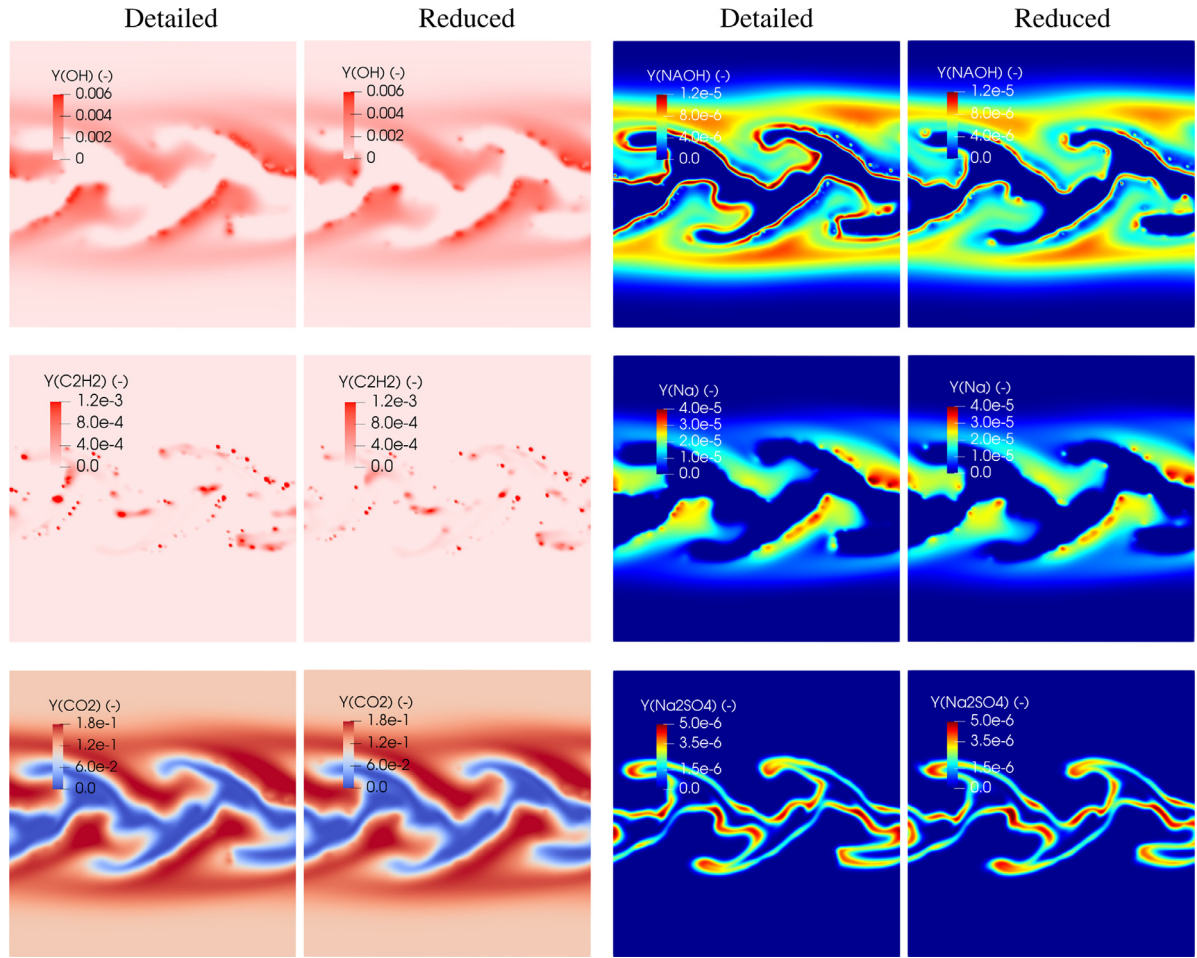 Detailed Reduced Detailed Reduced
Y(OH) (-)
0.006
0.004
0.002
0
Y(OH) (-)
0.006
0.004
0.002
0
Y(NAOH) (-)
1.2e-5
8.0e-6
4.0e-6
0.0
Y(NAOH) (-)
1.2e-5
8.0e-6
4.0e-6
0.0
Y(C2H2) (-)
1.2e-3
8.0e-4
4.0e-4
0.0
Y(C2H2) (-)
1.2e-3
8.0e-4
4.0e-4
0.0
Y(Na) (-)
4.0e-5
2.0e-5
1.0e-5
0.0
Y(Na) (-)
4.0e-5
2.0e-5
1.0e-5
0.0
Y(CO2) (-)
1.8e-1
1.2e-1
6.0e-2
0.0
Y(CO2) (-)
1.8e-1
1.2e-1
6.0e-2
0.0
Y(Na2SO4) (-)
5.0e-6
3.5e-6
1.5e-6
0.0
Y(Na2SO4) (-)
5.0e-6
3.5e-6
1.5e-6
0.0